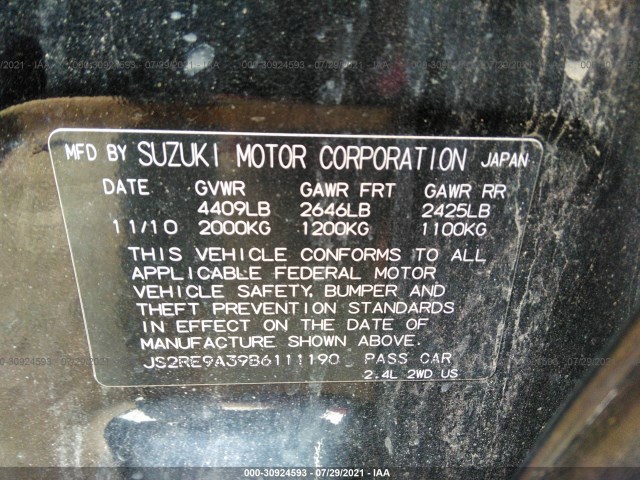 MFD BY SUZUKI MOTOR CORPORATION JAPAN
DATE GVWR GAWR FRT GAWR RR
4409LB 2646LB 2425LB
11/10 2000KG 1200KG 1100KG
THIS VEHICLE CONFORMS TO ALL
APPLICABLE FEDERAL MOTOR
VEHICLE SAFETY, BUMPER AND
THEFT PREVENTION STANDARDS
IN EFFECT ON THE DATE OF
MANUFACTURE SHOWN ABOVE.
JS2RE9A39B6111190 PASS CAR
2.4L 2WD US
000-30924593 / 07/29/2021 / IAA